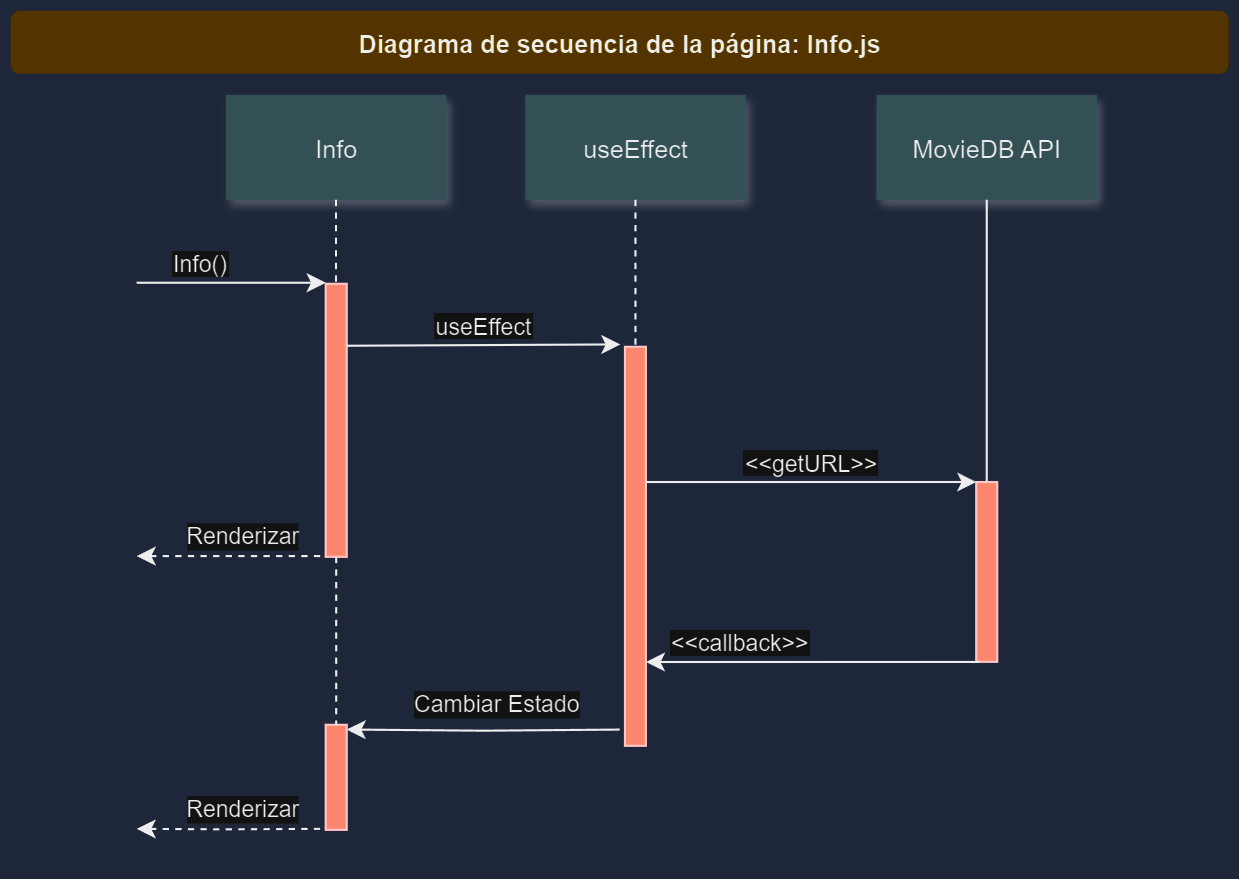 Diagrama de secuencia de la página: Info.js
Info
useEffect
MovieDB API
Info()
useEffect
<<getURL>>
Renderizar
<<callback>>
Cambiar Estado
Renderizar